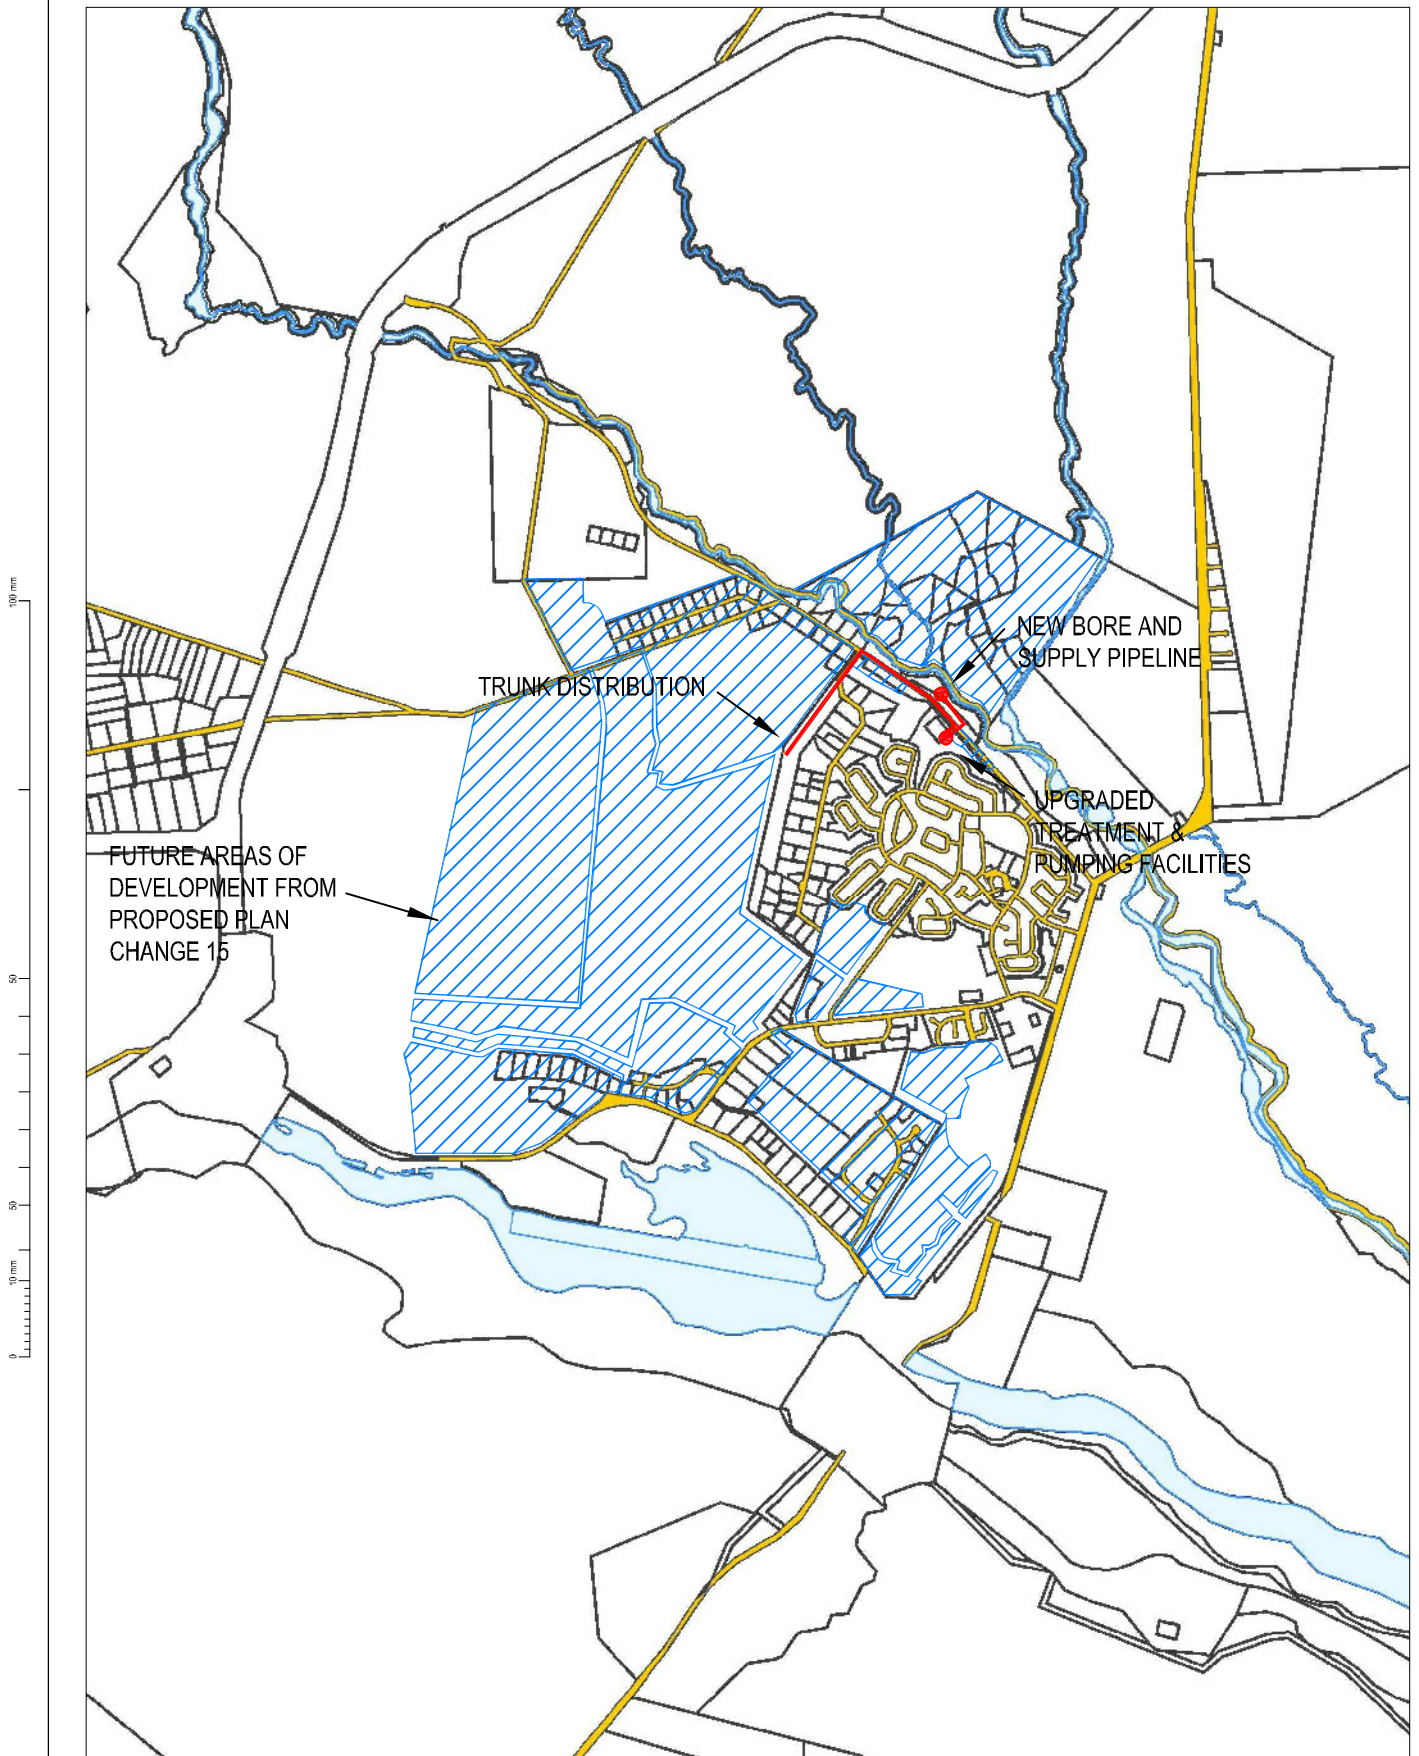 100 mm
NEW BORE AND
SUPPLY PIPELINE
TRUNK DISTRIBUTION
UPGRADED
TREATMENT &
PUMPING FACILITIES
FUTURE AREAS OF
DEVELOPMENT FROM
PROPOSED PLAN
CHANGE 15
50
50
10 mm
0